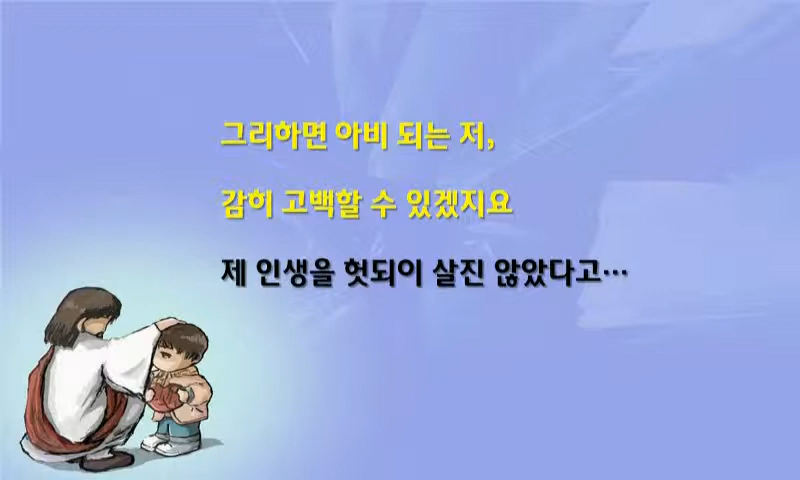 그리하면 아비 되는 저,
감히 고백할 수 있겠지요
제 인생을 헛되이 살진 않았다고…